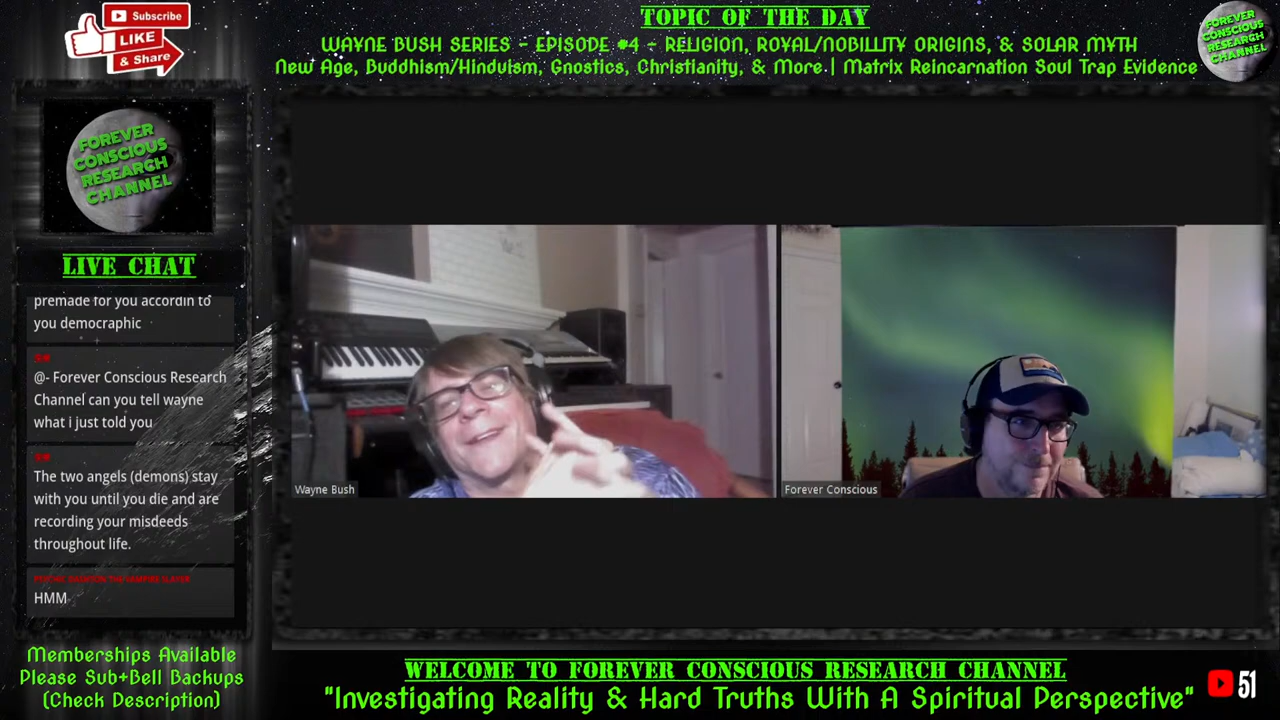 Subscribe
LIKE
& Share
TOPIC OF THE DAY
WAYNE BUSH SERIES - EPISODE #4 - RELIGION, ROYAL/NOBILLITY ORIGINS, & SOLAR MYTH
New Age, Buddhism/Hinduism, Gnostics, Christianity, & More | Matrix Reincarnation Soul Trap Evidence
FOREVER
CONSCIOUS
RESEARCH
CHANNEL
FOREVER
CONSCIOUS
RESEARCH
CHANNEL
LIVE CHAT
premade for you accordin to
you democraphic
@- Forever Conscious Research
Channel can you tell wayne
what i just told you
The two angels (demons) stay
with you until you die and are
recording your misdeeds
throughout life.
HMM
Wayne Bush
Forever Conscious
Memberships Available
Please Sub+Bell Backups
(Check Description)
WELCOME TO FOREVER CONSCIOUS RESEARCH CHANNEL
"Investigating Reality & Hard Truths With A Spiritual Perspective"
51